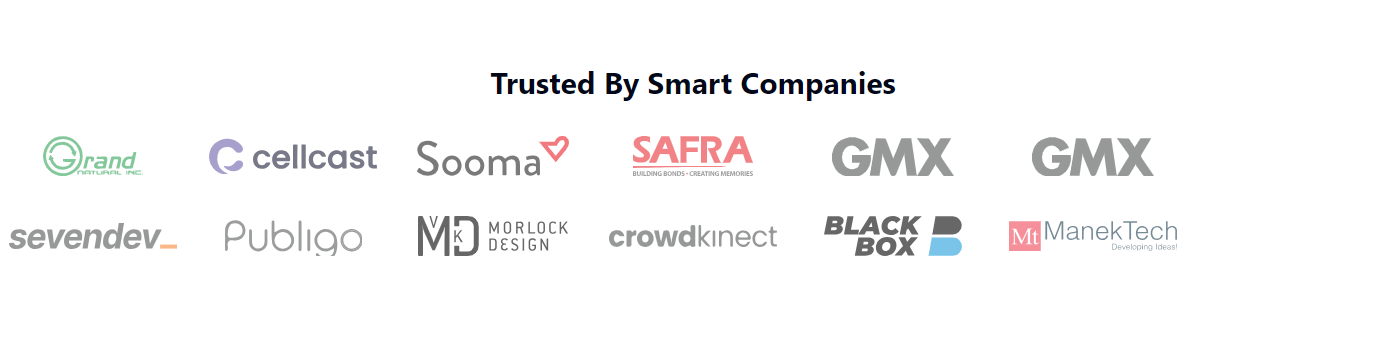 Trusted By Smart Companies
Grand
NATURAL INC.
cellcast
Sooma
SAFRA
BUILDING BONDS • CREATING MEMORIES
GMX
GMX
sevendev_
Publigo
MVKD
MORLOCK
DESIGN
crowdkinect
BLACK
BOX
Mt
ManekTech
Developing Ideas!